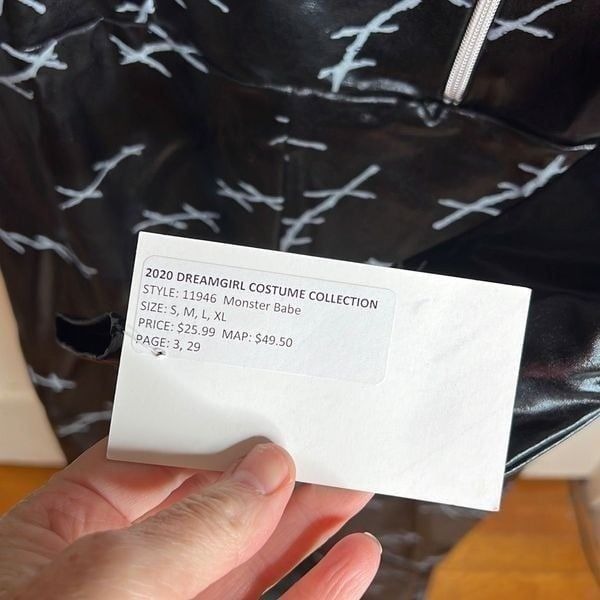 2020 DREAMGIRL COSTUME COLLECTION
STYLE: 11946 Monster Babe
SIZE: S, M, L, XL
PRICE: $25.99 MAP: $49.50
PAGE: 3, 29